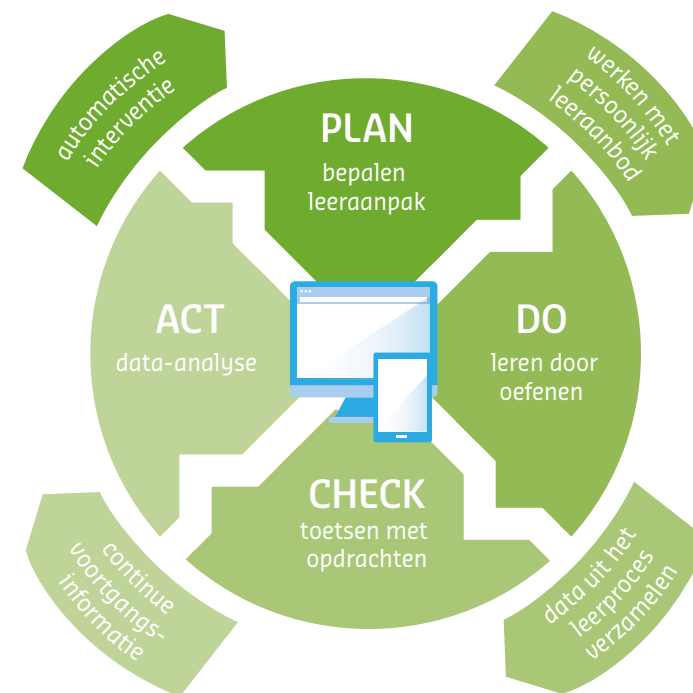 automatische
interventie
werken met
persoonlijk
leeraanbod
PLAN
bepalen
leeraanpak
ACT
data-analyse
DO
leren door
oefenen
CHECK
toetsen met
opdrachten
continue
voortgangs-
informatie
data uit het
leerproces
verzamelen